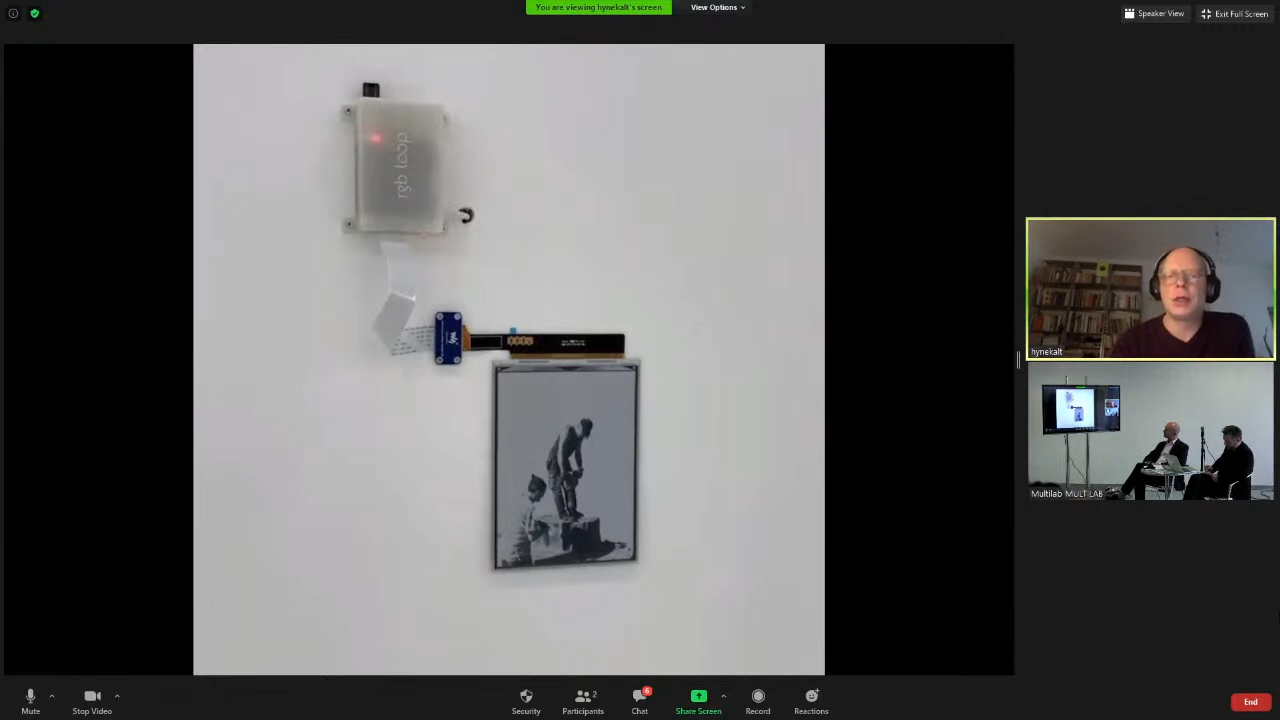 You are viewing hynekalt's screen
View Options
Speaker View
Exit Full Screen
rgb loop
hynekalt
Multilab MULT LAB
Mute
Stop Video
Security
Participants
2
Chat
6
Share Screen
Record
Reactions
End